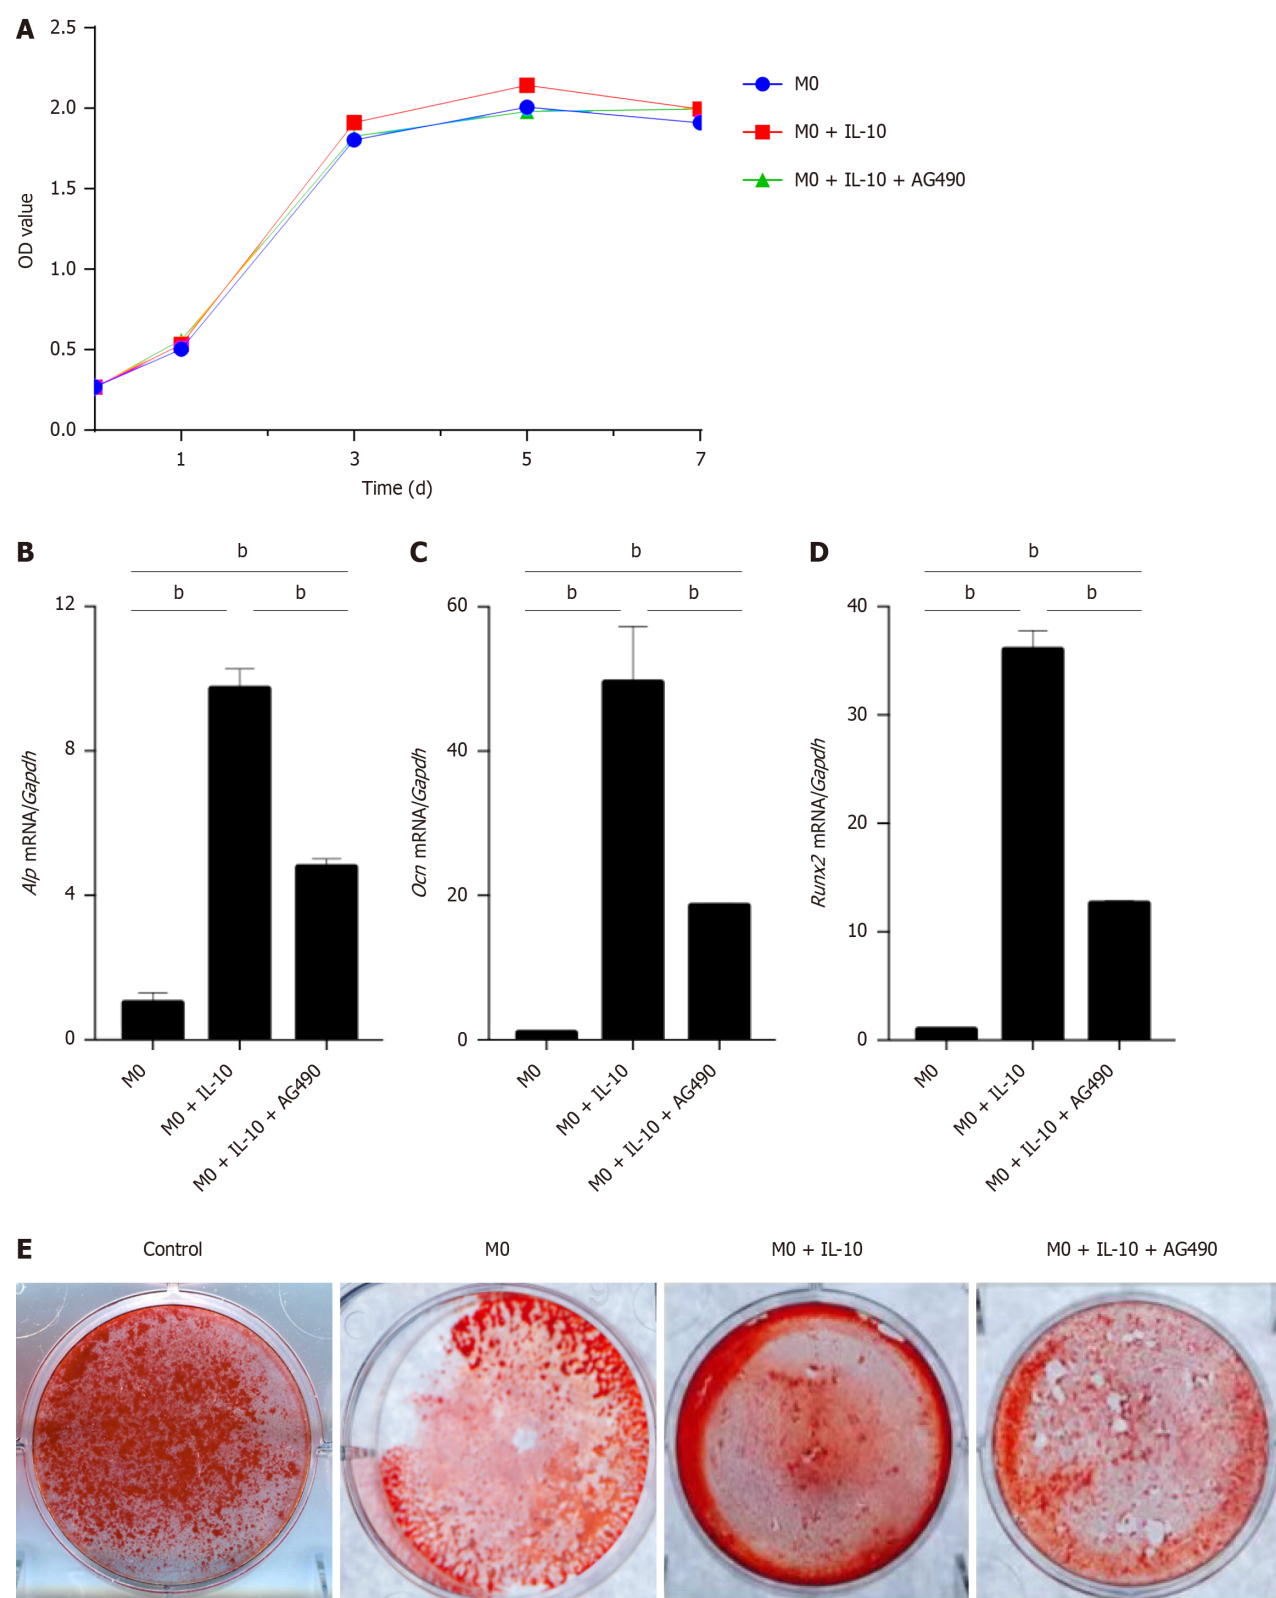 A
2.5
2.0
1.5
1.0
0.5
0.0
OD value
1 3 5 7
Time (d)
M0
M0 + IL-10
M0 + IL-10 + AG490
B
b
b b
12
8
4
0
Alp mRNA/Gapdh
M0
M0 + IL-10
M0 + IL-10 + AG490
C
b
b b
60
40
20
0
Ocn mRNA/Gapdh
M0
M0 + IL-10
M0 + IL-10 + AG490
D
b
b b
40
30
20
10
0
Runx2 mRNA/Gapdh
M0
M0 + IL-10
M0 + IL-10 + AG490
E
Control M0 M0 + IL-10 M0 + IL-10 + AG490